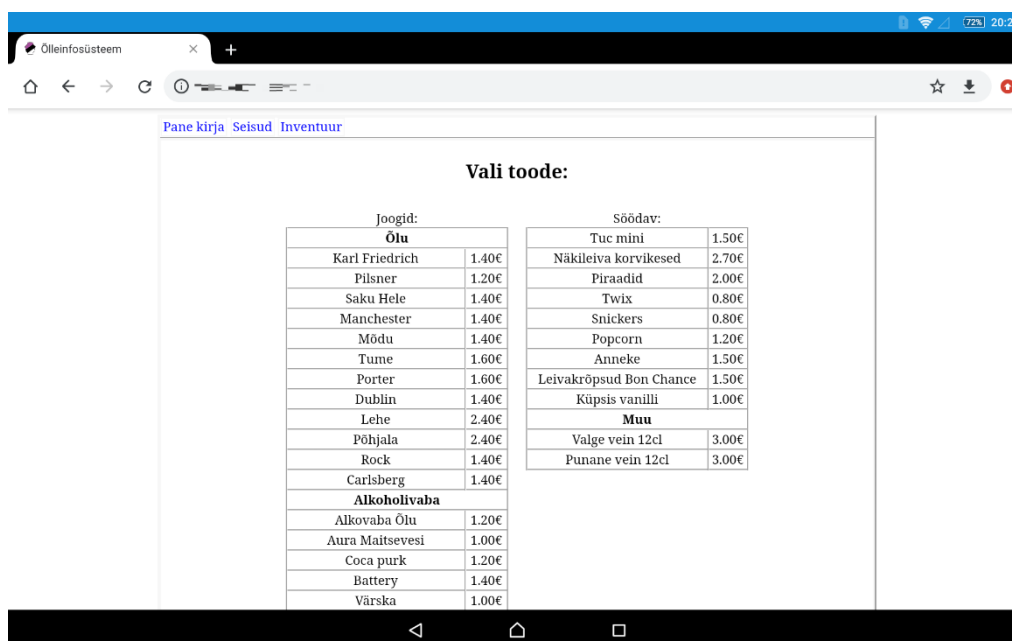 72% 20:2
Õlleinfosüsteem
Pane kirja Seisud Inventuur
Vali toode:
Joogid:
Õlu
Karl Friedrich 1.40€
Pilsner 1.20€
Saku Hele 1.40€
Manchester 1.40€
Mõdu 1.40€
Tume 1.60€
Porter 1.60€
Dublin 1.40€
Lehe 2.40€
Põhjala 2.40€
Rock 1.40€
Carlsberg 1.40€
Alkoholivaba
Alkovaba Õlu 1.20€
Aura Maitsevesi 1.00€
Coca purk 1.20€
Battery 1.40€
Värska 1.00€
Söödav:
Tuc mini 1.50€
Näkileiva korvikesed 2.70€
Piraadid 2.00€
Twix 0.80€
Snickers 0.80€
Popcorn 1.20€
Anneke 1.50€
Leivakrõpsud Bon Chance 1.50€
Küpsis vanilli 1.00€
Muu
Valge vein 12cl 3.00€
Punane vein 12cl 3.00€